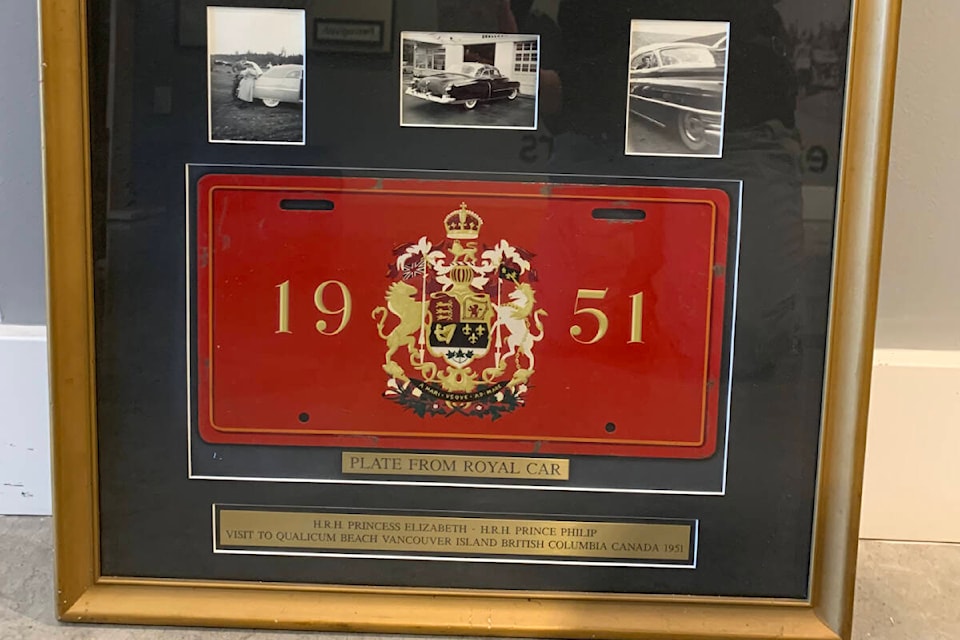 19 51
A MARI · VSQVE · AD MARE
PLATE FROM ROYAL CAR
H.R.H. PRINCESS ELIZABETH - H.R.H PRINCE PHILIP
VISIT TO QUALICUM BEACH VANCOUVER ISLAND BRITISH COLUMBIA CANADA 1951